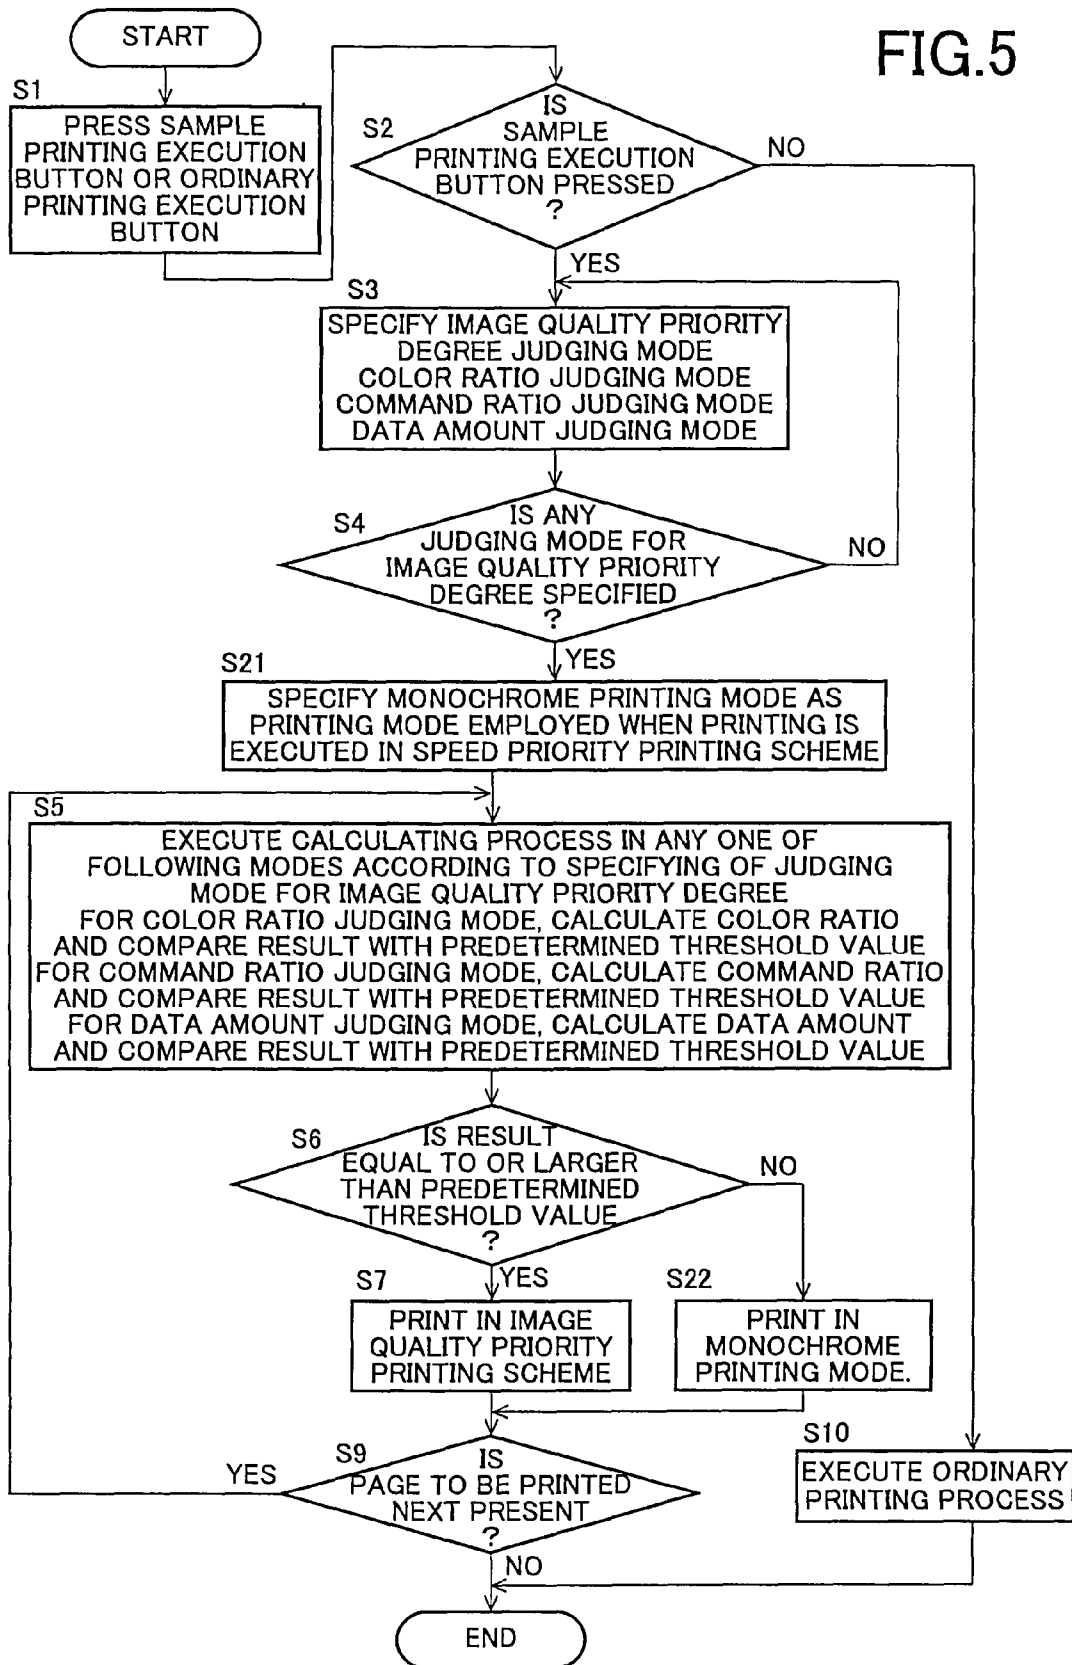 FIG.5
START
S1
PRESS SAMPLE
PRINTING EXECUTION
BUTTON OR ORDINARY
PRINTING EXECUTION
BUTTON
S2
IS
SAMPLE
PRINTING EXECUTION
BUTTON PRESSED
?
NO
YES
S3
SPECIFY IMAGE QUALITY PRIORITY
DEGREE JUDGING MODE
COLOR RATIO JUDGING MODE
COMMAND RATIO JUDGING MODE
DATA AMOUNT JUDGING MODE
S4
IS ANY
JUDGING MODE FOR
IMAGE QUALITY PRIORITY
DEGREE SPECIFIED
?
NO
YES
S21
SPECIFY MONOCHROME PRINTING MODE AS
PRINTING MODE EMPLOYED WHEN PRINTING IS
EXECUTED IN SPEED PRIORITY PRINTING SCHEME
S5
EXECUTE CALCULATING PROCESS IN ANY ONE OF
FOLLOWING MODES ACCORDING TO SPECIFYING OF JUDGING
MODE FOR IMAGE QUALITY PRIORITY DEGREE
FOR COLOR RATIO JUDGING MODE, CALCULATE COLOR RATIO
AND COMPARE RESULT WITH PREDETERMINED THRESHOLD VALUE
FOR COMMAND RATIO JUDGING MODE, CALCULATE COMMAND RATIO
AND COMPARE RESULT WITH PREDETERMINED THRESHOLD VALUE
FOR DATA AMOUNT JUDGING MODE, CALCULATE DATA AMOUNT
AND COMPARE RESULT WITH PREDETERMINED THRESHOLD VALUE
S6
IS RESULT
EQUAL TO OR LARGER
THAN PREDETERMINED
THRESHOLD VALUE
?
NO
YES
S7
PRINT IN IMAGE
QUALITY PRIORITY
PRINTING SCHEME
S22
PRINT IN
MONOCHROME
PRINTING MODE.
S9
IS
PAGE TO BE PRINTED
NEXT PRESENT
?
YES
NO
S10
EXECUTE ORDINARY
PRINTING PROCESS
END